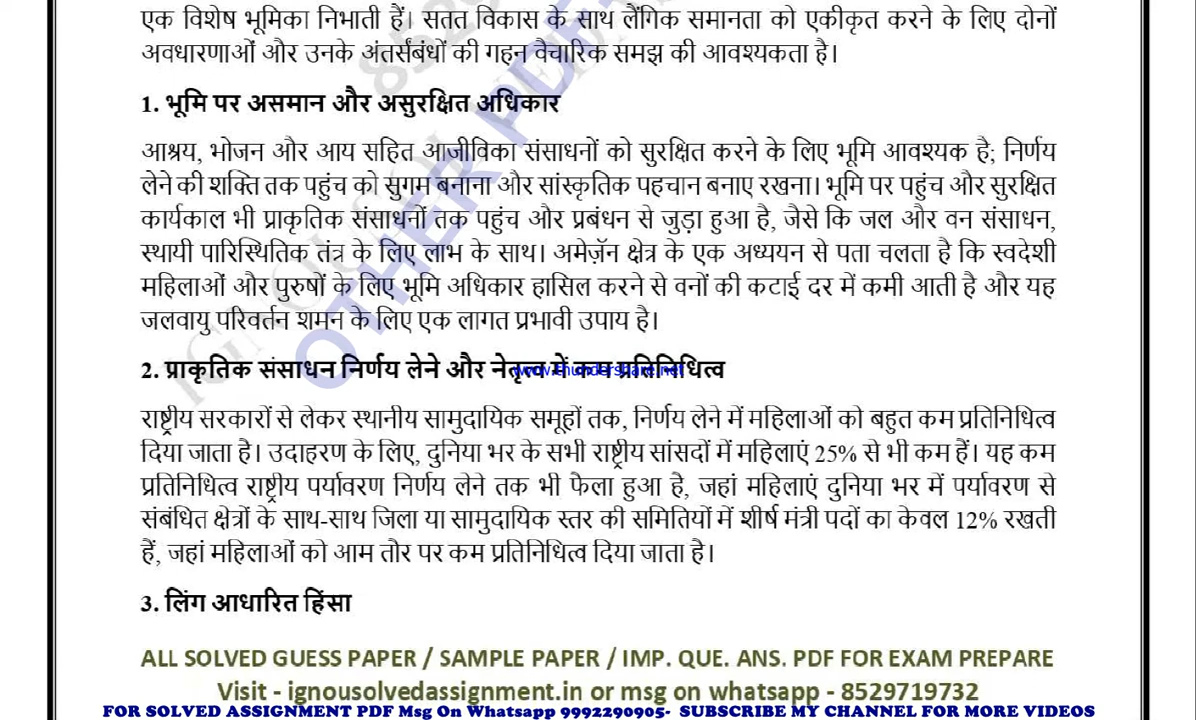 एक विशेष भूमिका निभाती हैं। सतत विकास के साथ लैंगिक समानता को एकीकृत करने के लिए दोनों
अवधारणाओं और उनके अंतर्संबंधों की गहन वैचारिक समझ की आवश्यकता है।
1. भूमि पर असमान और असुरक्षित अधिकार
आश्रय, भोजन और आय सहित आजीविका संसाधनों को सुरक्षित करने के लिए भूमि आवश्यक है; निर्णय
लेने की शक्ति तक पहुंच को सुगम बनाना और सांस्कृतिक पहचान बनाए रखना। भूमि पर पहुंच और सुरक्षित
कार्यकाल भी प्राकृतिक संसाधनों तक पहुंच और प्रबंधन से जुड़ा हुआ है, जैसे कि जल और वन संसाधन,
स्थायी पारिस्थितिक तंत्र के लिए लाभ के साथ। अमेज़ॅन क्षेत्र के एक अध्ययन से पता चलता है कि स्वदेशी
महिलाओं और पुरुषों के लिए भूमि अधिकार हासिल करने से वनों की कटाई दर में कमी आती है और यह
जलवायु परिवर्तन शमन के लिए एक लागत प्रभावी उपाय है।
2. प्राकृतिक संसाधन निर्णय लेने और नेतृत्व में कम प्रतिनिधित्व
www.thundershare.net
राष्ट्रीय सरकारों से लेकर स्थानीय सामुदायिक समूहों तक, निर्णय लेने में महिलाओं को बहुत कम प्रतिनिधित्व
दिया जाता है। उदाहरण के लिए, दुनिया भर के सभी राष्ट्रीय सांसदों में महिलाएं 25% से भी कम हैं। यह कम
प्रतिनिधित्व राष्ट्रीय पर्यावरण निर्णय लेने तक भी फैला हुआ है, जहां महिलाएं दुनिया भर में पर्यावरण से
संबंधित क्षेत्रों के साथ-साथ जिला या सामुदायिक स्तर की समितियों में शीर्ष मंत्री पदों का केवल 12% रखती
हैं, जहां महिलाओं को आम तौर पर कम प्रतिनिधित्व दिया जाता है।
3. लिंग आधारित हिंसा
OTHER PDF
ALL SOLVED GUESS PAPER / SAMPLE PAPER / IMP. QUE. ANS. PDF FOR EXAM PREPARE
Visit - ignousolvedassignment.in or msg on whatsapp - 8529719732
FOR SOLVED ASSIGNMENT PDF Msg On Whatsapp 9992290905- SUBSCRIBE MY CHANNEL FOR MORE VIDEOS